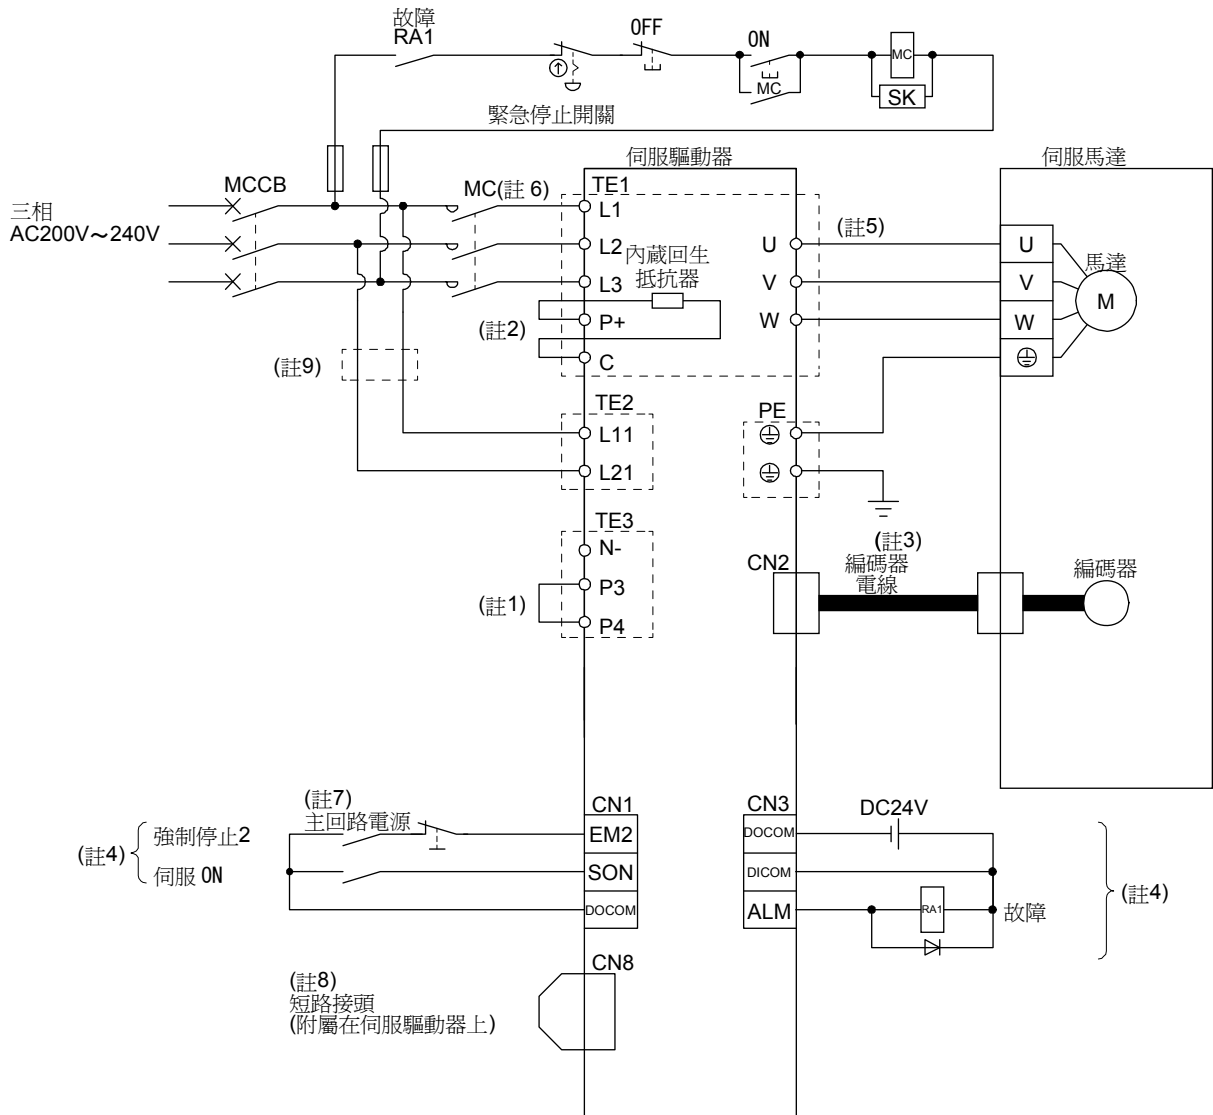 故障
RA1
OFF
ON
MC
MC
SK
緊急停止開關
伺服驅動器
伺服馬達
MCCB
MC(註 6)
TE1
三相
AC200V～240V
L1
L2
L3
內蔵回生
抵抗器
P+
C
(註2)
U
V
W
(註5)
U
V
W
馬達
M
(註9)
TE2
L11
L21
PE
TE3
N-
P3
P4
(註1)
CN2
(註3)
編碼器
電線
編碼器
(註7)
主回路電源
CN1
EM2
SON
DOCOM
(註4)
強制停止2
伺服 ON
CN3
DOCOM
DICOM
ALM
DC24V
RA1
故障
(註4)
CN8
(註8)
短路接頭
(附屬在伺服驅動器上)